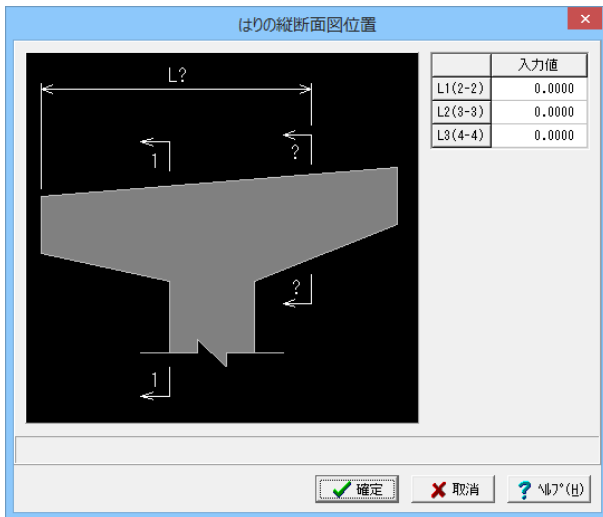 はりの縦断面図位置
×
入力値
L1(2-2) 0.0000
L2(3-3) 0.0000
L3(4-4) 0.0000
L?
1 ?
?
1
確定 取消 ? ﾍﾙﾌﾟ(H)